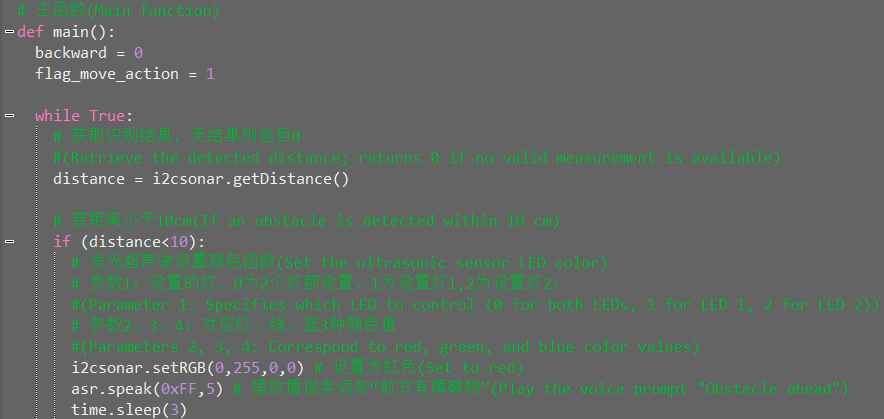 # 主函数(Main function)
def main():
backward = 0
flag_move_action = 1
while True:
# 获取识别结果，无结果则返回0
#(Retrieve the detected distance; returns 0 if no valid measurement is available)
distance = i2csonar.getDistance()
# 若距离小于10cm(If an obstacle is detected within 10 cm)
if (distance<10):
# 发光超声波设置颜色函数(Set the ultrasonic sensor LED color)
# 参数1：设置的灯，0为2个灯都设置，1为设置灯1,2为设置灯2；
#(Parameter 1: Specifies which LED to control (0 for both LEDs, 1 for LED 1, 2 for LED 2))
# 参数2、3、4：对应红、绿、蓝3种颜色值
#(Parameters 2, 3, 4: Correspond to red, green, and blue color values)
i2csonar.setRGB(0,255,0,0) # 设置为红色(Set to red)
asr.speak(0xFF,5) # 播放播报类词条“前方有障碍物”(Play the voice prompt "Obstacle ahead")
time.sleep(3)